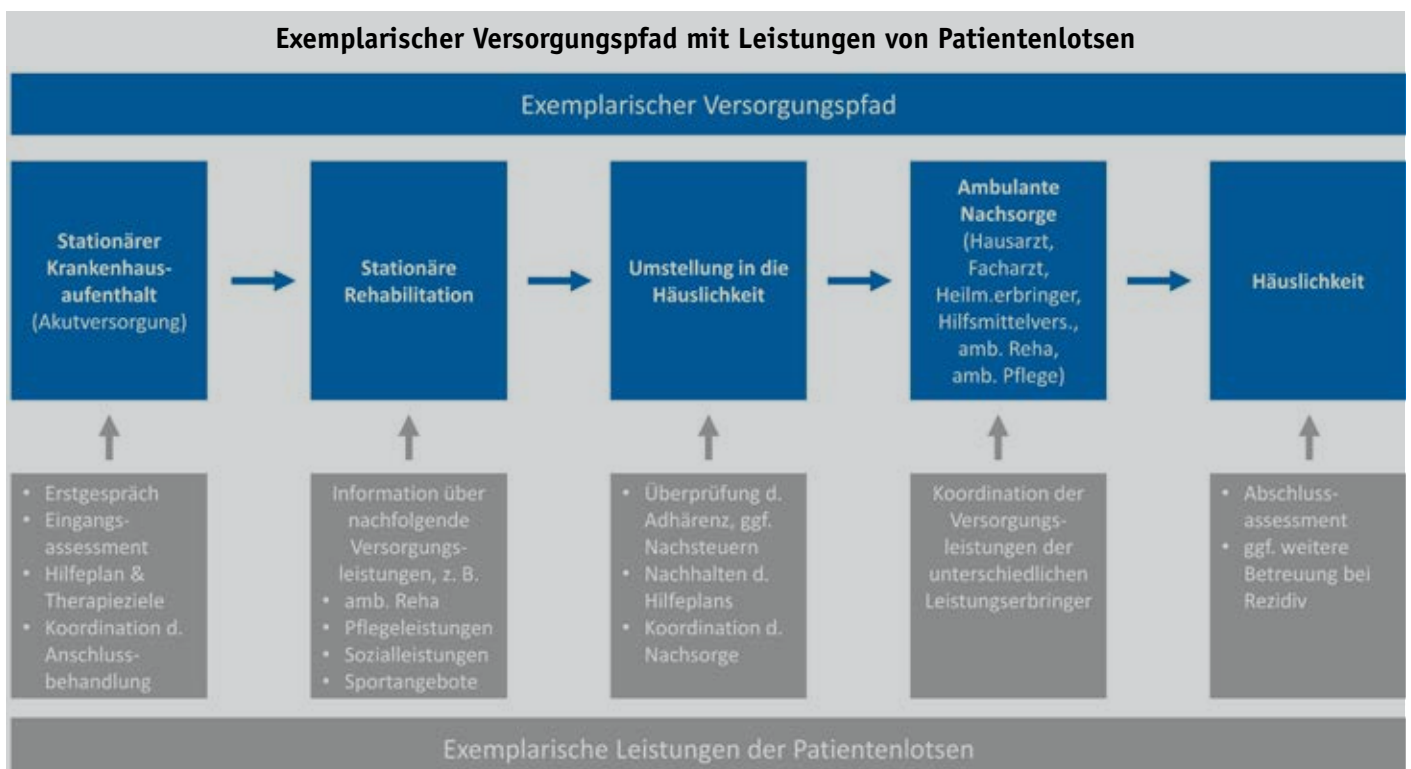 Exemplarischer Versorgungspfad mit Leistungen von Patientenlotsen
Exemplarischer Versorgungspfad
Stationärer
Krankenhaus-
aufenthalt
(Akutversorgung)
Stationäre
Rehabilitation
Umstellung in die
Häuslichkeit
Ambulante
Nachsorge
(Hausarzt,
Facharzt,
Heilm.erbringer,
Hilfsmittelvers.,
amb. Reha,
amb. Pflege)
Häuslichkeit
• Erstgespräch
• Eingangs-
assessment
• Hilfeplan &
Therapieziele
• Koordination d.
Anschluss-
behandlung
Information über
nachfolgende
Versorgungs-
leistungen, z. B.
• amb. Reha
• Pflegeleistungen
• Sozialleistungen
• Sportangebote
• Überprüfung d.
Adhärenz, ggf.
Nachsteuern
• Nachhalten d.
Hilfeplans
• Koordination d.
Nachsorge
Koordination der
Versorgungs-
leistungen der
unterschiedlichen
Leistungserbringer
• Abschluss-
assessment
• ggf. weitere
Betreuung bei
Rezidiv
Exemplarische Leistungen der Patientenlotsen